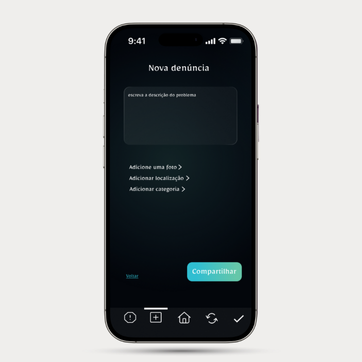 9:41
Nova denúncia
escreva a descrição do problema
Adicione uma foto
Adicionar localização
Adicionar categoria
Voltar
Compartilhar